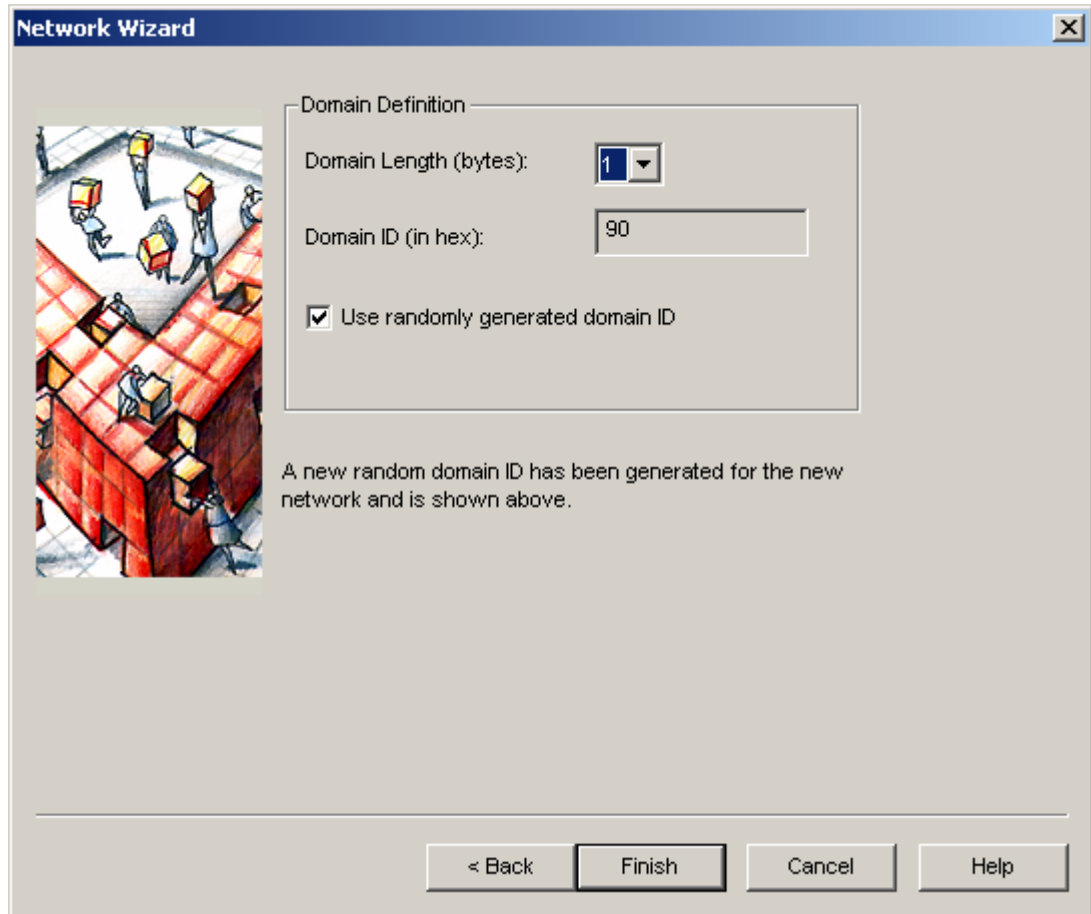 Network Wizard
Domain Definition
Domain Length (bytes):
1
Domain ID (in hex):
90
Use randomly generated domain ID
A new random domain ID has been generated for the new
network and is shown above.
< Back
Finish
Cancel
Help